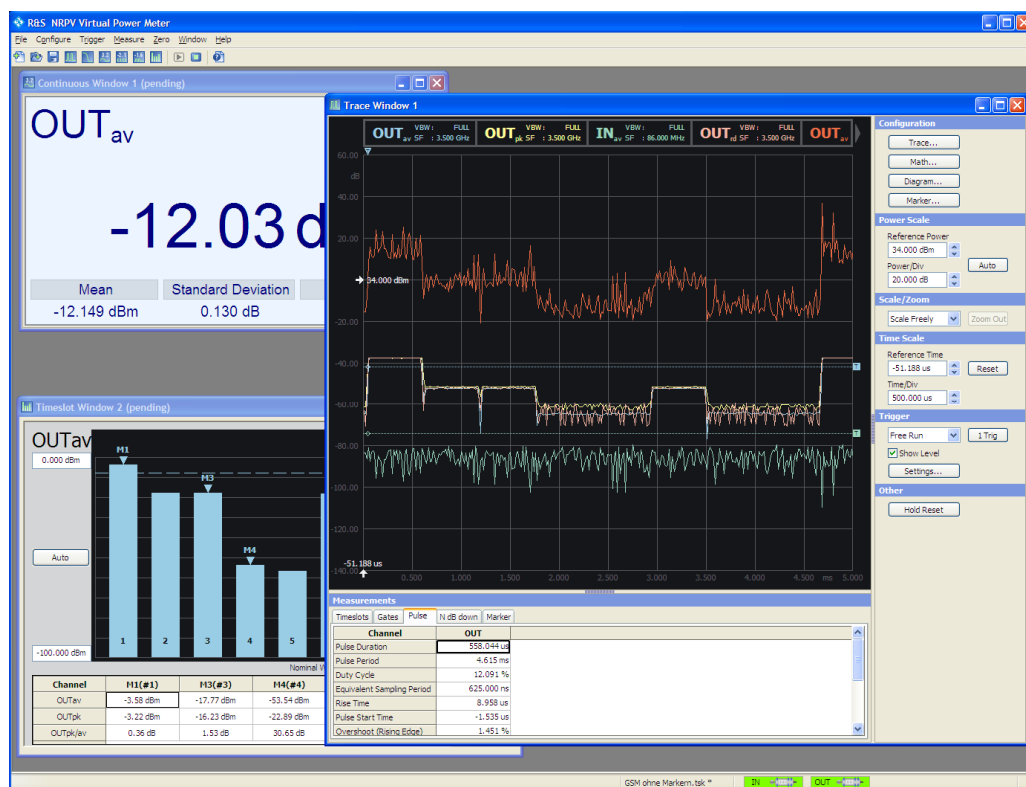 R&S NRPV Virtual Power Meter
File Configure Trigger Measure Zero Window Help
Continuous Window 1 (pending)
OUTav
-12.03 d
Mean Standard Deviation
-12.149 dBm 0.130 dB
Timeslot Window 2 (pending)
OUTav
0.000 dBm
Auto
-100.000 dBm
M1
M3
M4
1 2 3 4 5
Nominal
Channel M1(#1) M3(#3) M4(#4)
OUTav -3.58 dBm -17.77 dBm -53.54 dBm
OUTpk -3.22 dBm -16.23 dBm -22.89 dBm
OUTpk/av 0.36 dB 1.53 dB 30.65 dB
Trace Window 1
OUTav VBW: FULL SF : 3.500 GHz OUTpk VBW: FULL SF : 3.500 GHz INav VBW: FULL SF : 86.000 MHz OUTrd VBW: FULL SF : 3.500 GHz OUTav
60.00
dB
40.00
20.00
34.000 dBm
-20.00
-40.00
T
-60.00
T
-80.00
-100.00
-120.00
-51.188 us
-140.00
0.500 1.000 1.500 2.000 2.500 3.000 3.500 4.000 4.500 ms 5.000
Configuration
Trace...
Math...
Diagram...
Marker...
Power Scale
Reference Power
34.000 dBm
Power/Div
20.000 dB
Auto
Scale/Zoom
Scale Freely Zoom Out
Time Scale
Reference Time
-51.188 us Reset
Time/Div
500.000 us
Trigger
Free Run 1 Trig
Show Level
Settings...
Other
Hold Reset
Measurements
Timeslots Gates Pulse N dB down Marker
Channel OUT
Pulse Duration 558.044 us
Pulse Period 4.615 ms
Duty Cycle 12.091 %
Equivalent Sampling Period 625.000 ns
Rise Time 8.958 us
Pulse Start Time -1.535 us
Overshoot (Rising Edge) 1.451 %
GSM ohne Markern.tsk * IN OUT